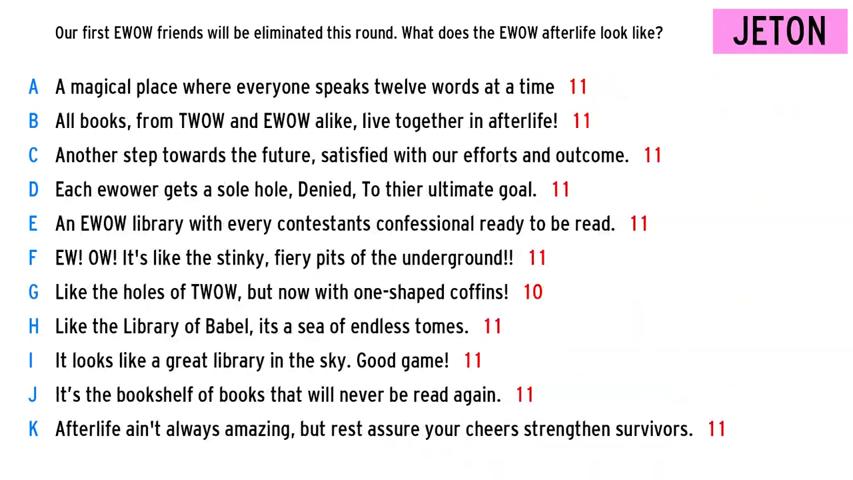 Our first EWOW friends will be eliminated this round. What does the EWOW afterlife look like?
JETON
A A magical place where everyone speaks twelve words at a time 11
B All books, from TWOW and EWOW alike, live together in afterlife! 11
C Another step towards the future, satisfied with our efforts and outcome. 11
D Each ewower gets a sole hole, Denied, To thier ultimate goal. 11
E An EWOW library with every contestants confessional ready to be read. 11
F EW! OW! It's like the stinky, fiery pits of the underground!! 11
G Like the holes of TWOW, but now with one-shaped coffins! 10
H Like the Library of Babel, its a sea of endless tomes. 11
I It looks like a great library in the sky. Good game! 11
J It's the bookshelf of books that will never be read again. 11
K Afterlife ain't always amazing, but rest assure your cheers strengthen survivors. 11